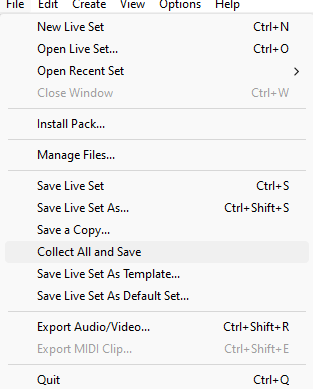 File Edit Create View Options Help
New Live Set Ctrl+N
Open Live Set... Ctrl+O
Open Recent Set
Close Window Ctrl+W
Install Pack...
Manage Files...
Save Live Set Ctrl+S
Save Live Set As... Ctrl+Shift+S
Save a Copy...
Collect All and Save
Save Live Set As Template...
Save Live Set As Default Set...
Export Audio/Video... Ctrl+Shift+R
Export MIDI Clip... Ctrl+Shift+E
Quit Ctrl+Q